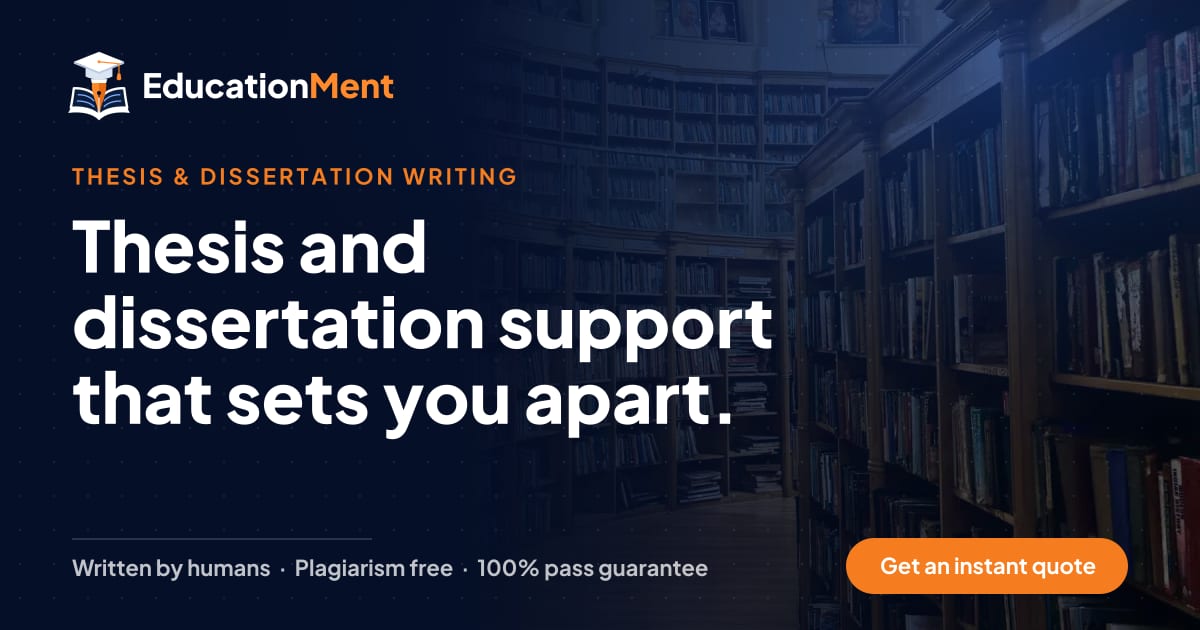 EducationMent
THESIS & DISSERTATION WRITING
Thesis and
dissertation support
that sets you apart.
Written by humans · Plagiarism free · 100% pass guarantee
Get an instant quote